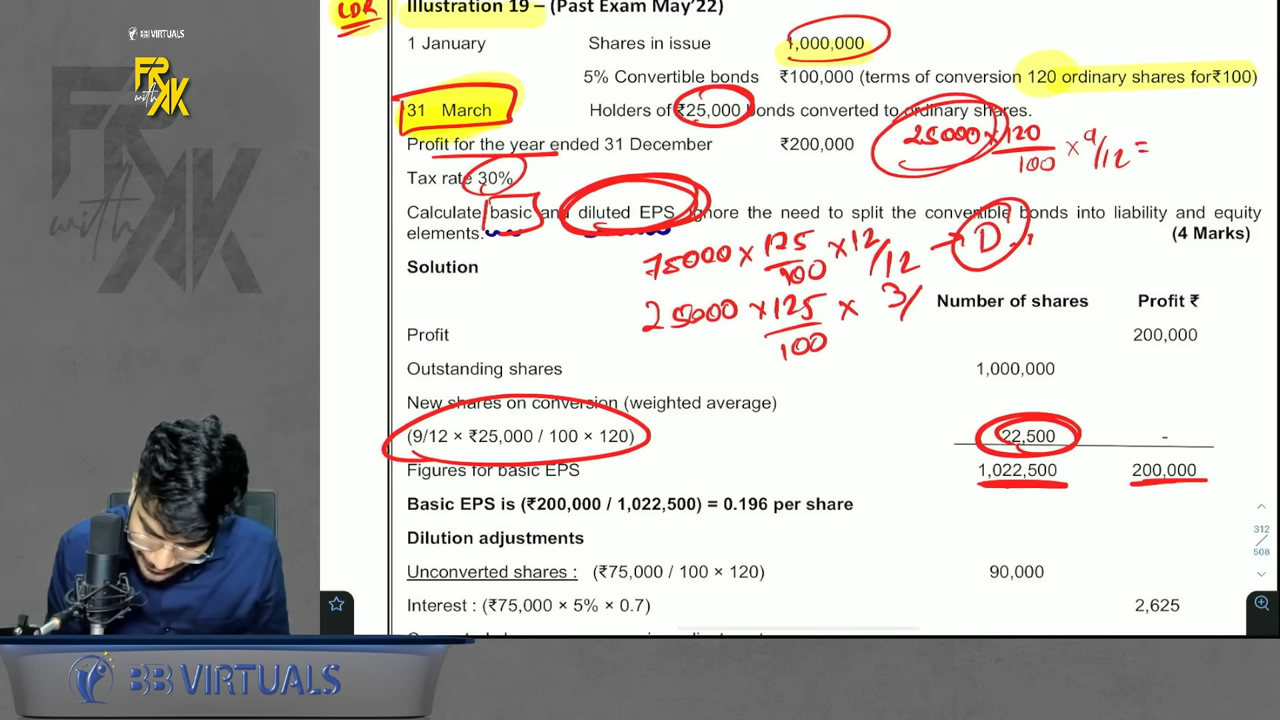 LDR
Illustration 19 – (Past Exam May'22)
BB VIRTUALS
FR with AK
FR with AK
1 January Shares in issue 1,000,000
5% Convertible bonds ₹100,000 (terms of conversion 120 ordinary shares for₹100)
31 March Holders of ₹25,000 bonds converted to ordinary shares.
25000 × 120/100 × 9/12 =
Profit for the year ended 31 December ₹200,000
Tax rate 30%
Calculate basic and diluted EPS. Ignore the need to split the convertible bonds into liability and equity
elements. (4 Marks)
75000 × 125/100 × 12/12 → D
Solution
25000 × 125/100 × 3/
Number of shares Profit ₹
Profit 200,000
Outstanding shares 1,000,000
New shares on conversion (weighted average)
(9/12 × ₹25,000 / 100 × 120) 22,500 -
Figures for basic EPS 1,022,500 200,000
Basic EPS is (₹200,000 / 1,022,500) = 0.196 per share
Dilution adjustments
Unconverted shares : (₹75,000 / 100 × 120) 90,000
Interest : (₹75,000 × 5% × 0.7) 2,625
312
/
508
BB VIRTUALS